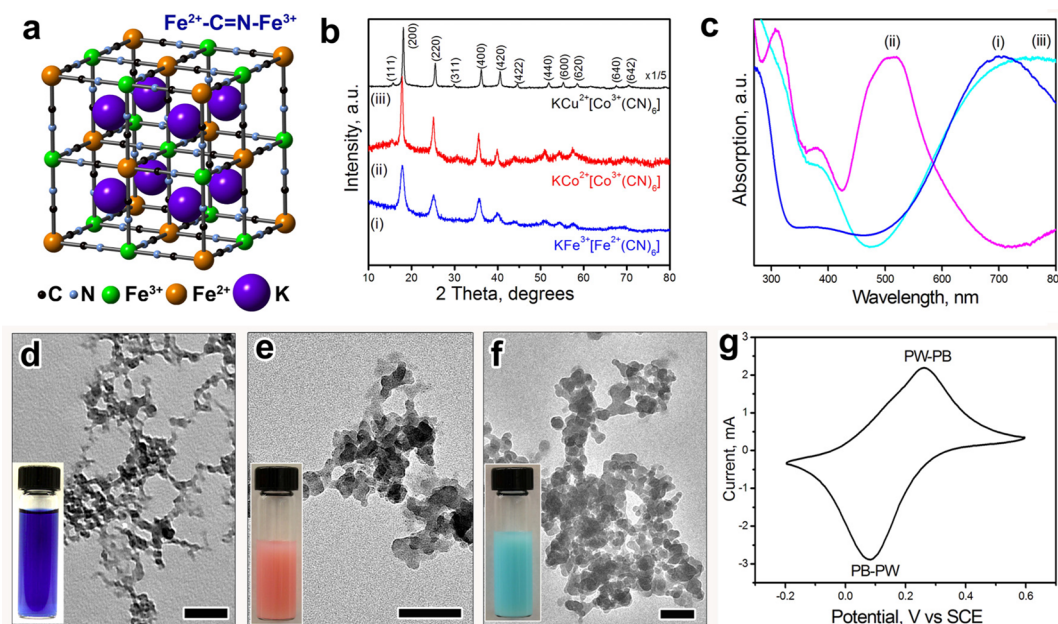 a
Fe²⁺-C=N-Fe³⁺
C N Fe³⁺ Fe²⁺ K
b
Intensity, a.u.
(111)
(200)
(220)
(311)
(400)
(420)
(422)
(440)
(600)
(620)
(640)
(642)
x1/5
(iii)
KCu²⁺[Co³⁺(CN)₆]
(ii)
KCo²⁺[Co³⁺(CN)₆]
(i)
KFe³⁺[Fe²⁺(CN)₆]
10 20 30 40 50 60 70 80
2 Theta, degrees
c
Absorption, a.u.
(ii) (i) (iii)
300 400 500 600 700 80
Wavelength, nm
d
e
f
g
Current, mA
PW-PB
3
2
1
0
-1
-2
-3
PB-PW
-0.2 0.0 0.2 0.4 0.6
Potential, V vs SCE